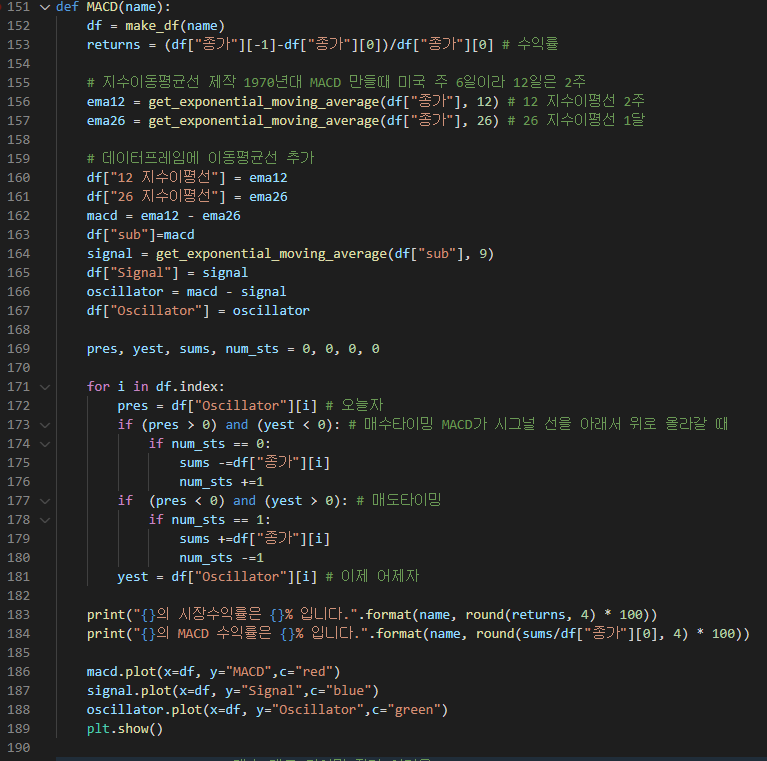 151 def MACD(name):
152     df = make_df(name)
153     returns = (df["종가"][-1]-df["종가"][0])/df["종가"][0] # 수익률
154
155     # 지수이동평균선 제작 1970년대 MACD 만들때 미국 주 6일이라 12일은 2주
156     ema12 = get_exponential_moving_average(df["종가"], 12) # 12 지수이평선 2주
157     ema26 = get_exponential_moving_average(df["종가"], 26) # 26 지수이평선 1달
158
159     # 데이터프레임에 이동평균선 추가
160     df["12 지수이평선"] = ema12
161     df["26 지수이평선"] = ema26
162     macd = ema12 - ema26
163     df["sub"]=macd
164     signal = get_exponential_moving_average(df["sub"], 9)
165     df["Signal"] = signal
166     oscillator = macd - signal
167     df["Oscillator"] = oscillator
168
169     pres, yest, sums, num_sts = 0, 0, 0, 0
170
171     for i in df.index:
172         pres = df["Oscillator"][i] # 오늘자
173         if (pres > 0) and (yest < 0): # 매수타이밍 MACD가 시그널 선을 아래서 위로 올라갈 때
174             if num_sts == 0:
175                 sums -=df["종가"][i]
176                 num_sts +=1
177         if  (pres < 0) and (yest > 0): # 매도타이밍
178             if num_sts == 1:
179                 sums +=df["종가"][i]
180                 num_sts -=1
181         yest = df["Oscillator"][i] # 이제 어제자
182
183     print("{}의 시장수익률은 {}% 입니다.".format(name, round(returns, 4) * 100))
184     print("{}의 MACD 수익률은 {}% 입니다.".format(name, round(sums/df["종가"][0], 4) * 100))
185
186     macd.plot(x=df, y="MACD",c="red")
187     signal.plot(x=df, y="Signal",c="blue")
188     oscillator.plot(x=df, y="Oscillator",c="green")
189     plt.show()
190